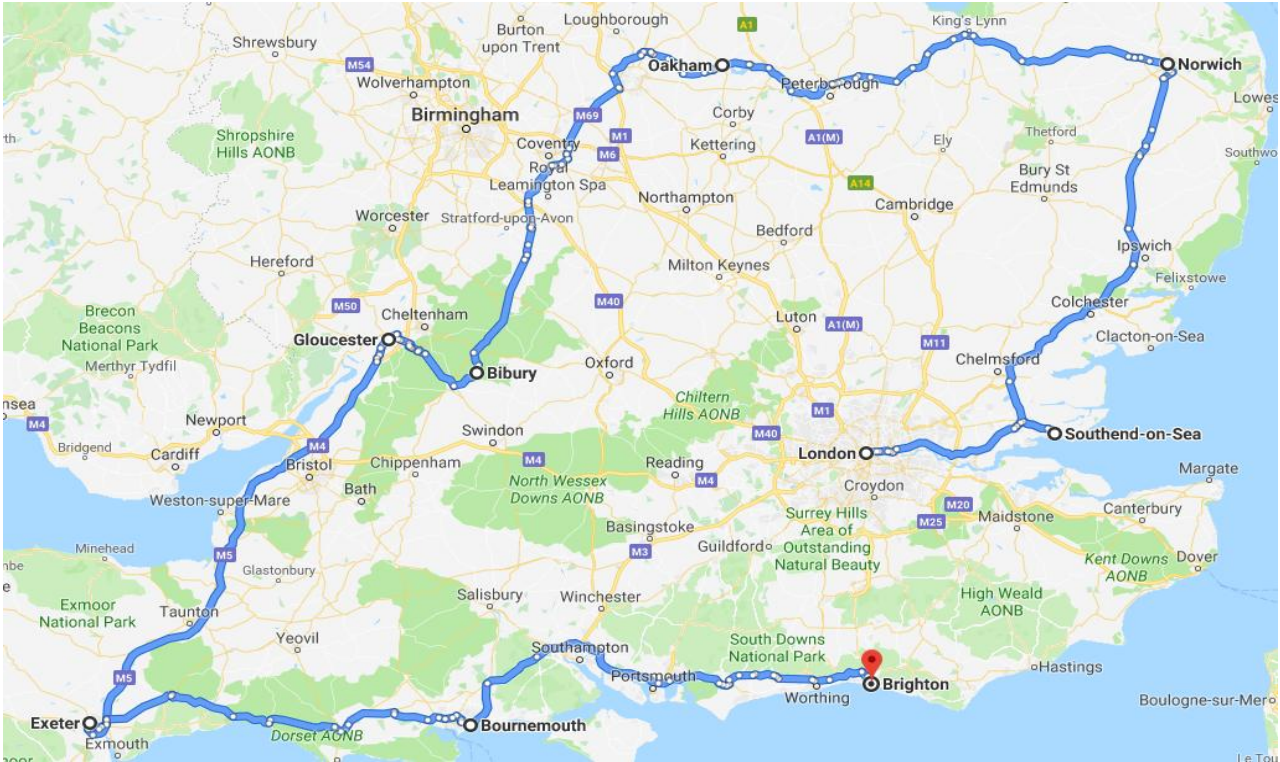 Loughborough
A1
King's Lynn
Burton
upon Trent
Shrewsbury
M54
Oakham
Norwich
Wolverhampton
Peterborough
Birmingham
Lowes
M69
Corby
Shropshire
Hills AONB
M1
A1(M)
Ely
Thetford
Coventry
M6
Kettering
Southwo
Royal
Leamington Spa
Bury St
Edmunds
A14
Northampton
Worcester
Stratford-upon-Avon
Cambridge
Bedford
Ipswich
Hereford
Milton Keynes
Felixstowe
M50
M40
Colchester
Brecon
Beacons
National Park
Cheltenham
Luton
A1(M)
Gloucester
M11
Clacton-on-Sea
Merthyr Tydfil
Bibury
Oxford
Chelmsford
Chiltern
Hills AONB
nsea
M4
Newport
M1
Swindon
M40
Southend-on-Sea
Bridgend
Cardiff
M4
Bristol
Chippenham
M4
Reading
London
Margate
Bath
North Wessex
Downs AONB
M4
Croydon
Weston-super-Mare
M20
Canterbury
Surrey Hills
Area of
Outstanding
Natural Beauty
M25
Maidstone
Basingstoke
Minehead
M5
M3
Guildford
Kent Downs
AONB
Dover
nbe
Glastonbury
e
Exmoor
National Park
Salisbury
Winchester
High Weald
AONB
Taunton
Yeovil
South Downs
National Park
Southampton
Hastings
M5
Portsmouth
Brighton
Worthing
Boulogne-sur-Mer
Exeter
Bournemouth
Dorset AONB
Exmouth
Le Tou